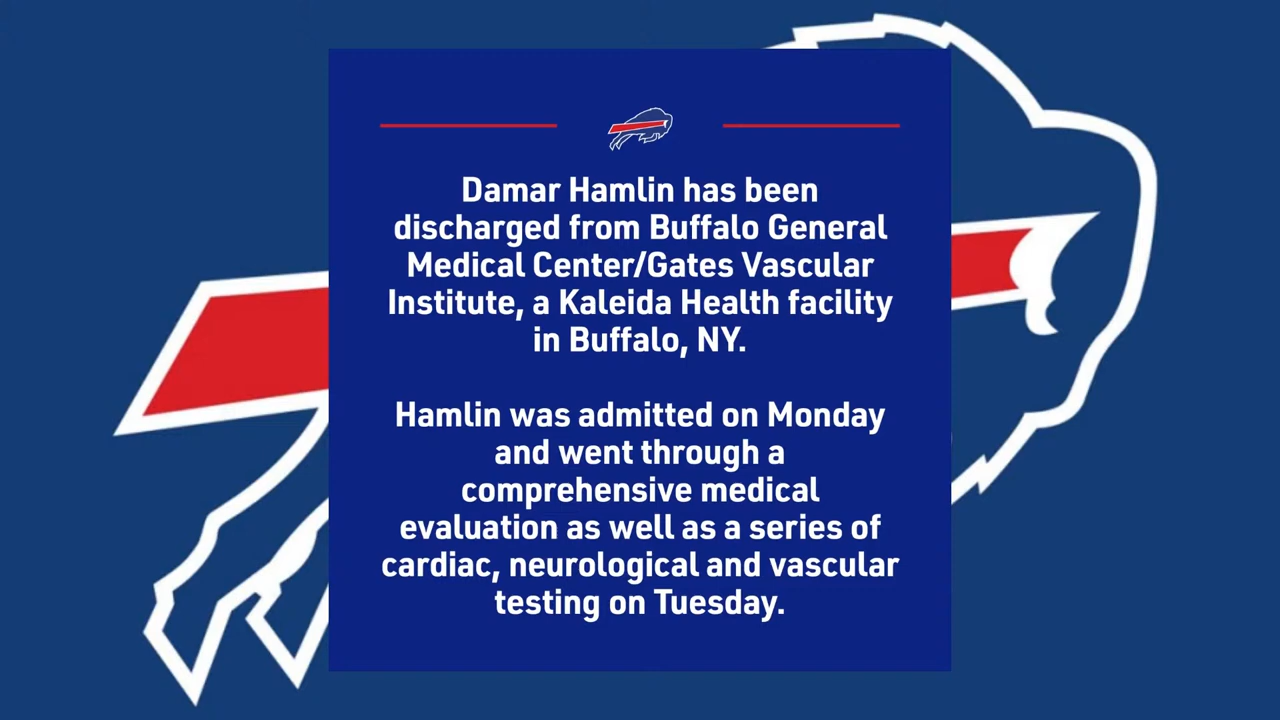 Damar Hamlin has been
discharged from Buffalo General
Medical Center/Gates Vascular
Institute, a Kaleida Health facility
in Buffalo, NY.
Hamlin was admitted on Monday
and went through a
comprehensive medical
evaluation as well as a series of
cardiac, neurological and vascular
testing on Tuesday.